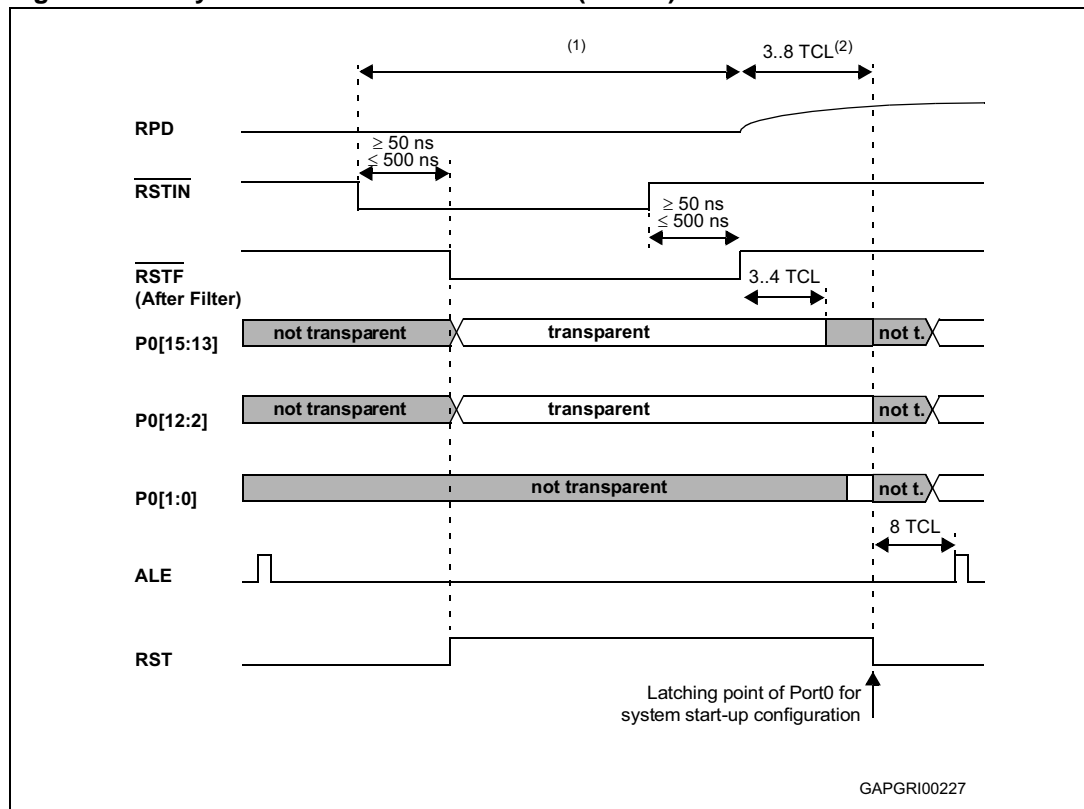 (1)
3..8 TCL(2)
RPD
≥ 50 ns
≤ 500 ns
RSTIN
≥ 50 ns
≤ 500 ns
RSTF
(After Filter)
3..4 TCL
P0[15:13]
not transparent
transparent
not t.
P0[12:2]
not transparent
transparent
not t.
P0[1:0]
not transparent
not t.
8 TCL
ALE
RST
Latching point of Port0 for
system start-up configuration
GAPGRI00227